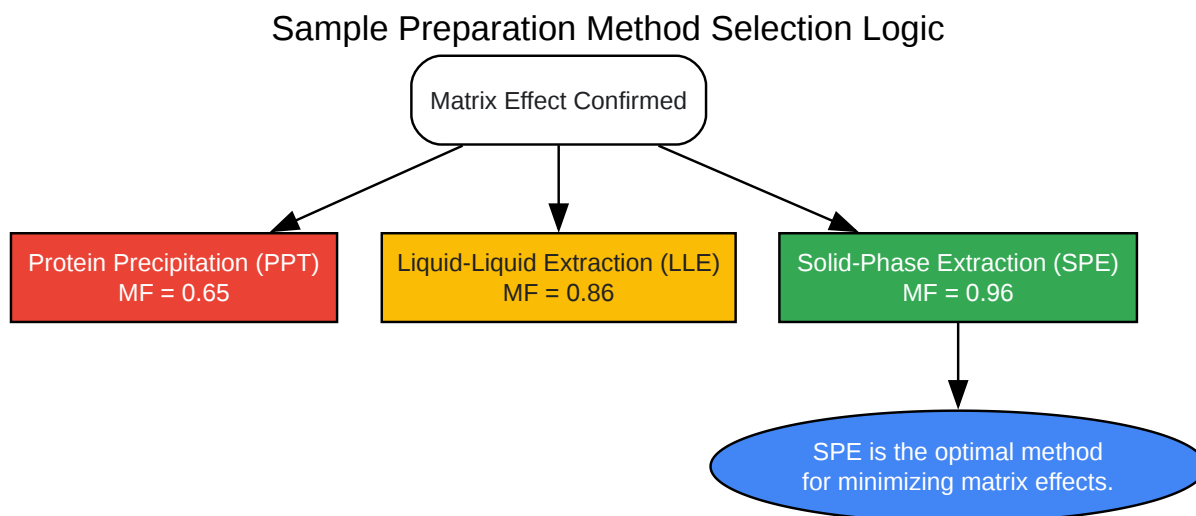 Sample Preparation Method Selection Logic
Matrix Effect Confirmed
Protein Precipitation (PPT)
MF = 0.65
Liquid-Liquid Extraction (LLE)
MF = 0.86
Solid-Phase Extraction (SPE)
MF = 0.96
SPE is the optimal method
for minimizing matrix effects.